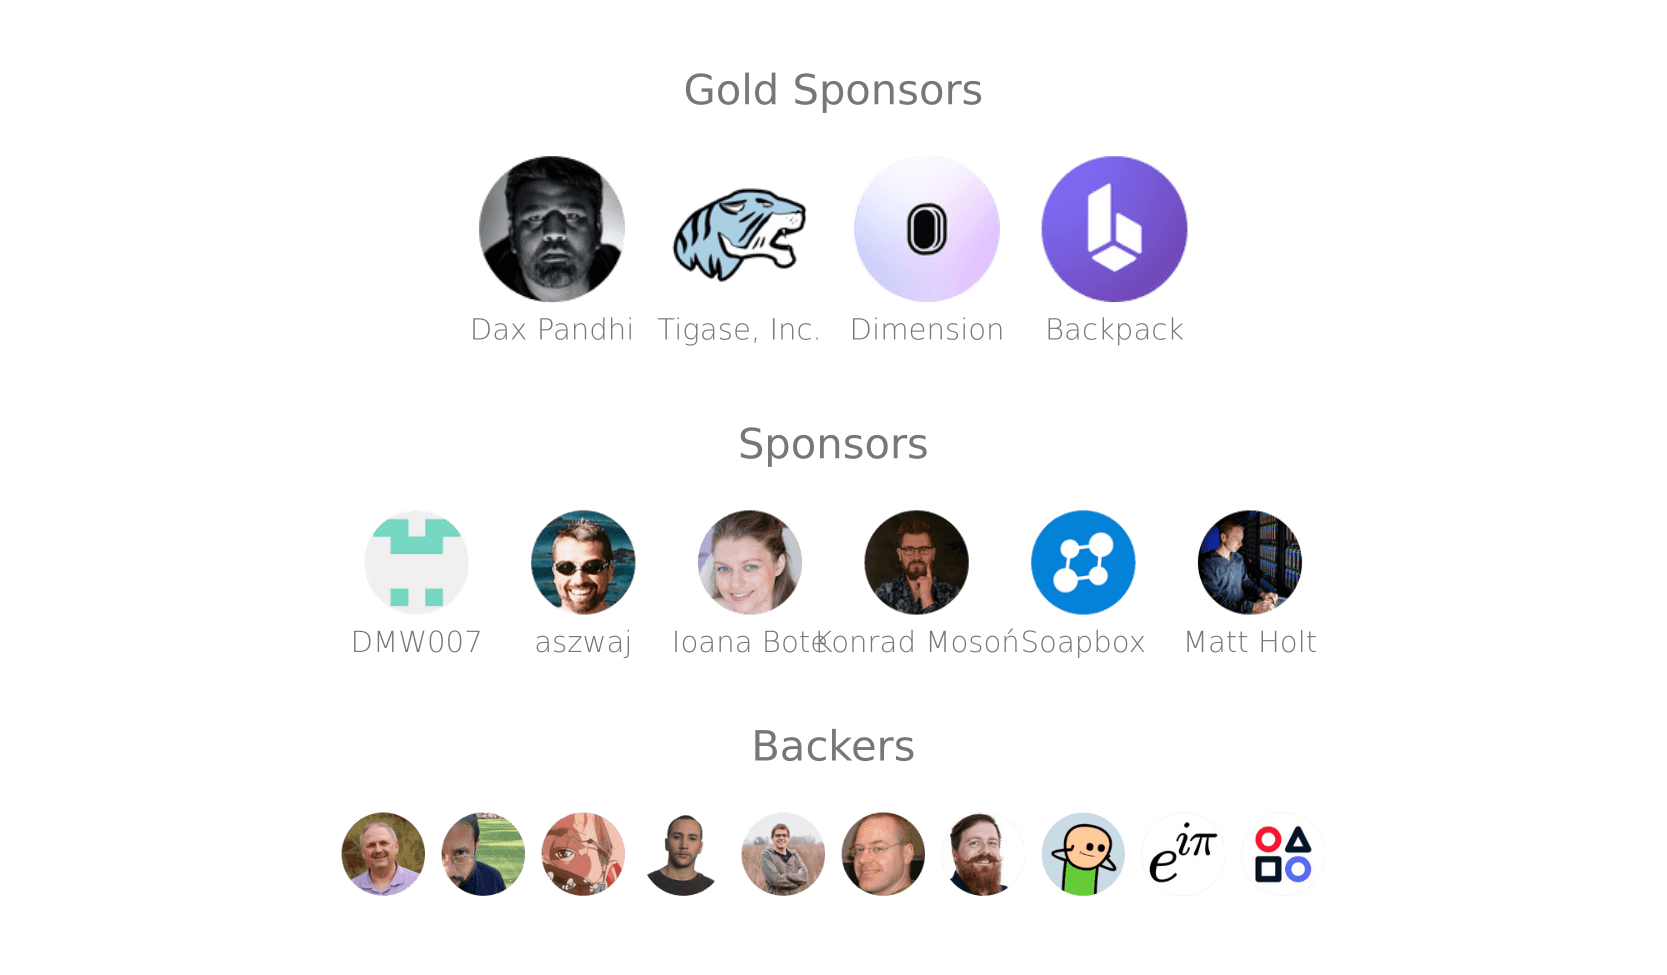 Gold Sponsors
Dax Pandhi Tigase, Inc. Dimension Backpack
Sponsors
DMW007 aszwaj Ioana Bote Konrad Mosoń Soapbox Matt Holt
Backers
e^{iπ}